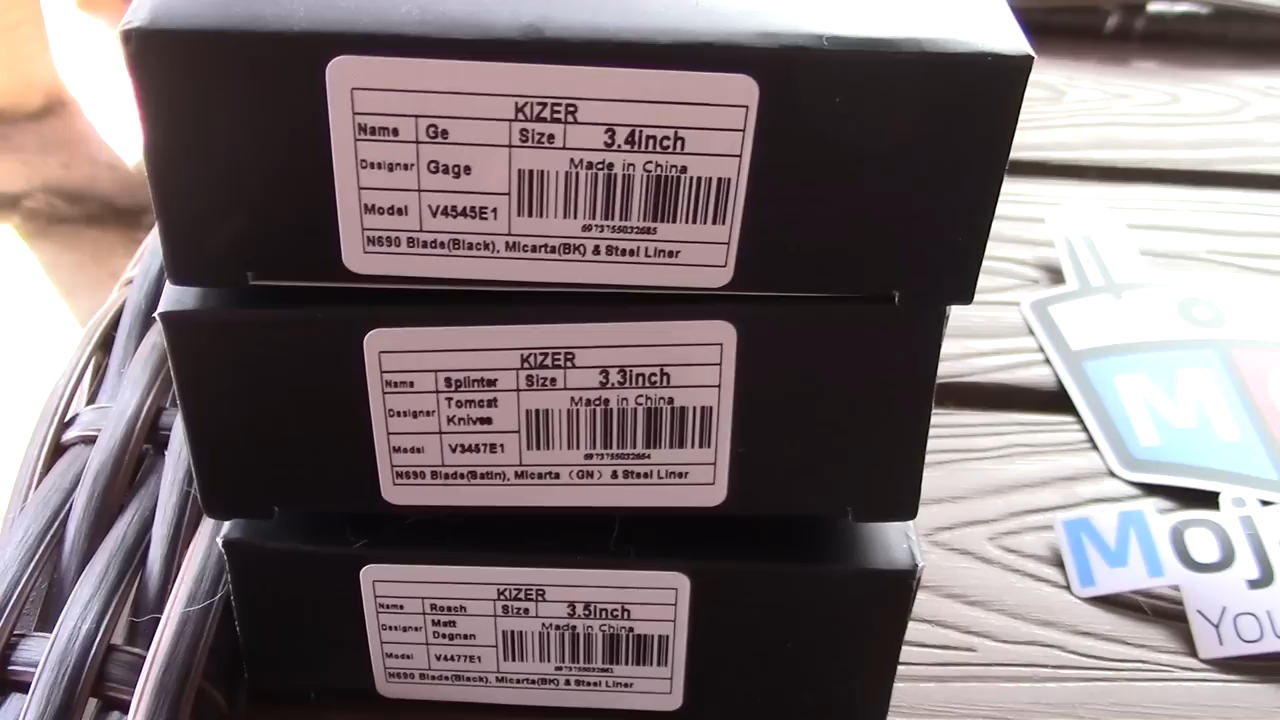 KIZER
Name Ge Size 3.4inch
Designer Gage Made in China
Model V4545E1
6973755032685
N690 Blade(Black), Micarta(BK) & Steel Liner
KIZER
Name Splinter Size 3.3inch
Designer Tomcat Knives Made in China
Model V3457E1
6973755032654
N690 Blade(Satin), Micarta（GN）& Steel Liner
KIZER
Name Roach Size 3.5inch
Designer Matt Degnan Made in China
Model V4477E1
N690 Blade(Black), Micarta(BK) & Steel Liner
M
Moj
You